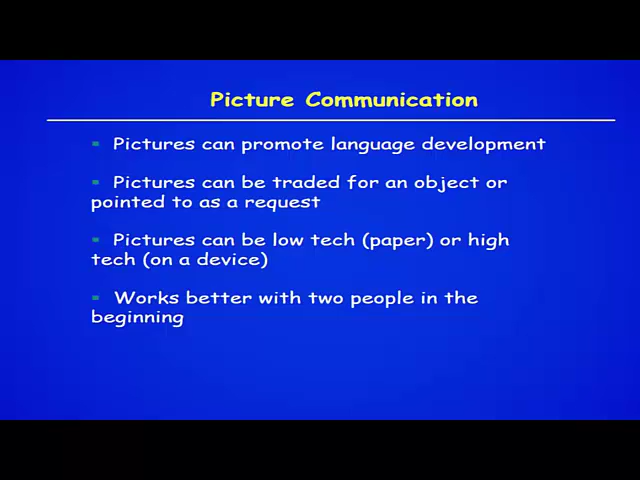 Picture Communication
Pictures can promote language development
Pictures can be traded for an object or
pointed to as a request
Pictures can be low tech (paper) or high
tech (on a device)
Works better with two people in the
beginning